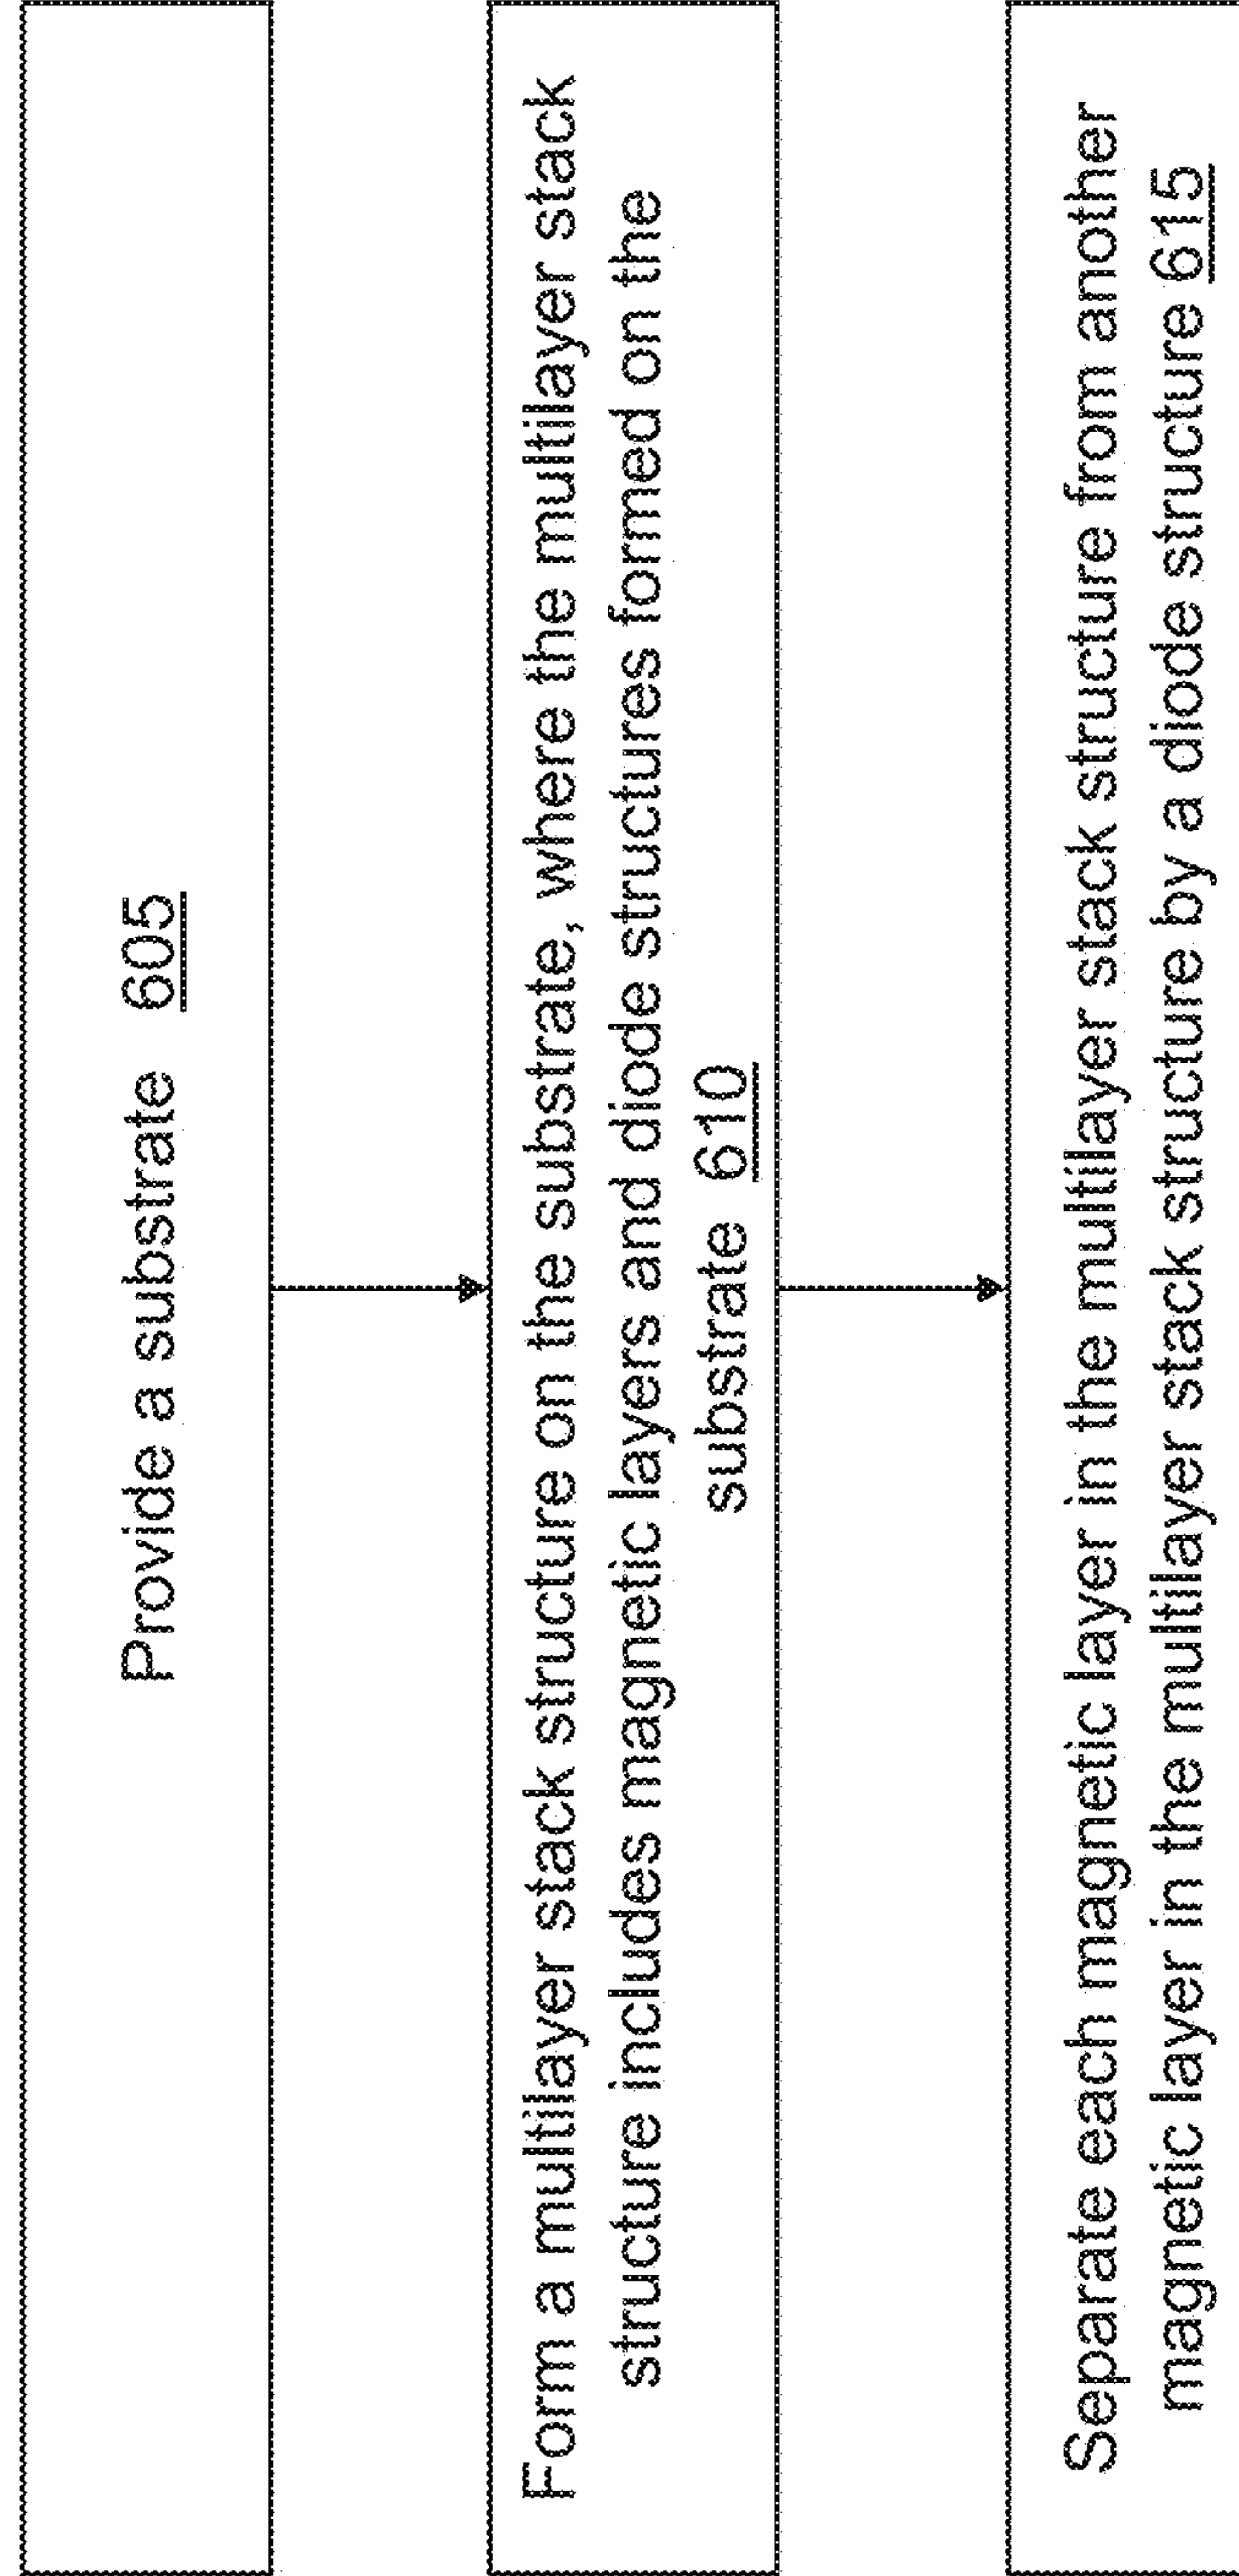 Provide a substrate 605
Form a multilayer stack structure on the substrate, where the multilayer stack
structure includes magnetic layers and diode structures formed on the
substrate 610
Separate each magnetic layer in the multilayer stack structure from another
magnetic layer in the multilayer stack structure by a diode structure 615